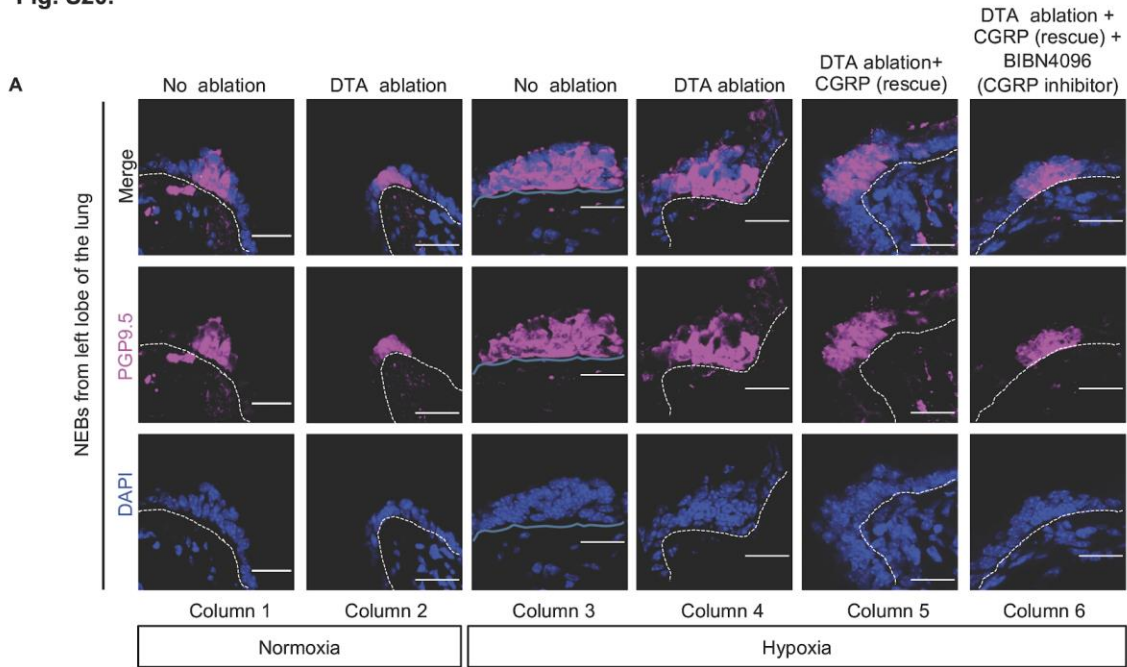 DTA ablation +
CGRP (rescue) +
BIBN4096
(CGRP inhibitor)
DTA ablation+
CGRP (rescue)
A
No ablation
DTA ablation
No ablation
DTA ablation
NEBs from left lobe of the lung
Merge
PGP9.5
DAPI
Column 1
Column 2
Column 3
Column 4
Column 5
Column 6
Normoxia
Hypoxia